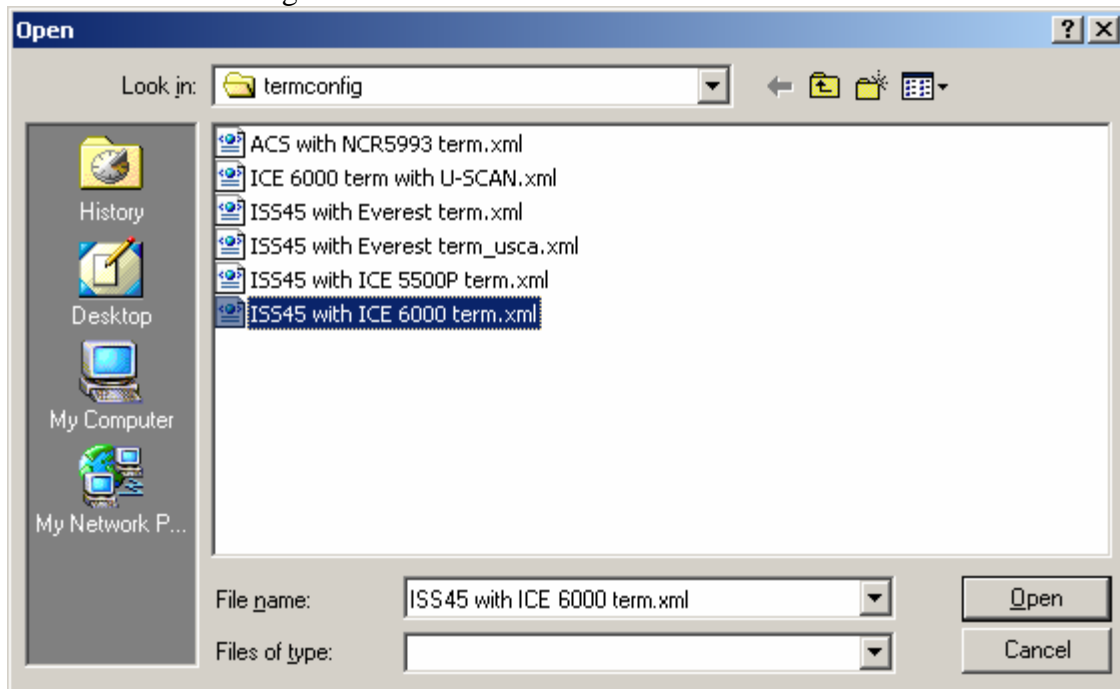 Open
Look in:
termconfig
History
Desktop
My Computer
My Network P...
ACS with NCR5993 term.xml
ICE 6000 term with U-SCAN.xml
ISS45 with Everest term.xml
ISS45 with Everest term_usca.xml
ISS45 with ICE 5500P term.xml
ISS45 with ICE 6000 term.xml
File name:
ISS45 with ICE 6000 term.xml
Open
Files of type:
Cancel